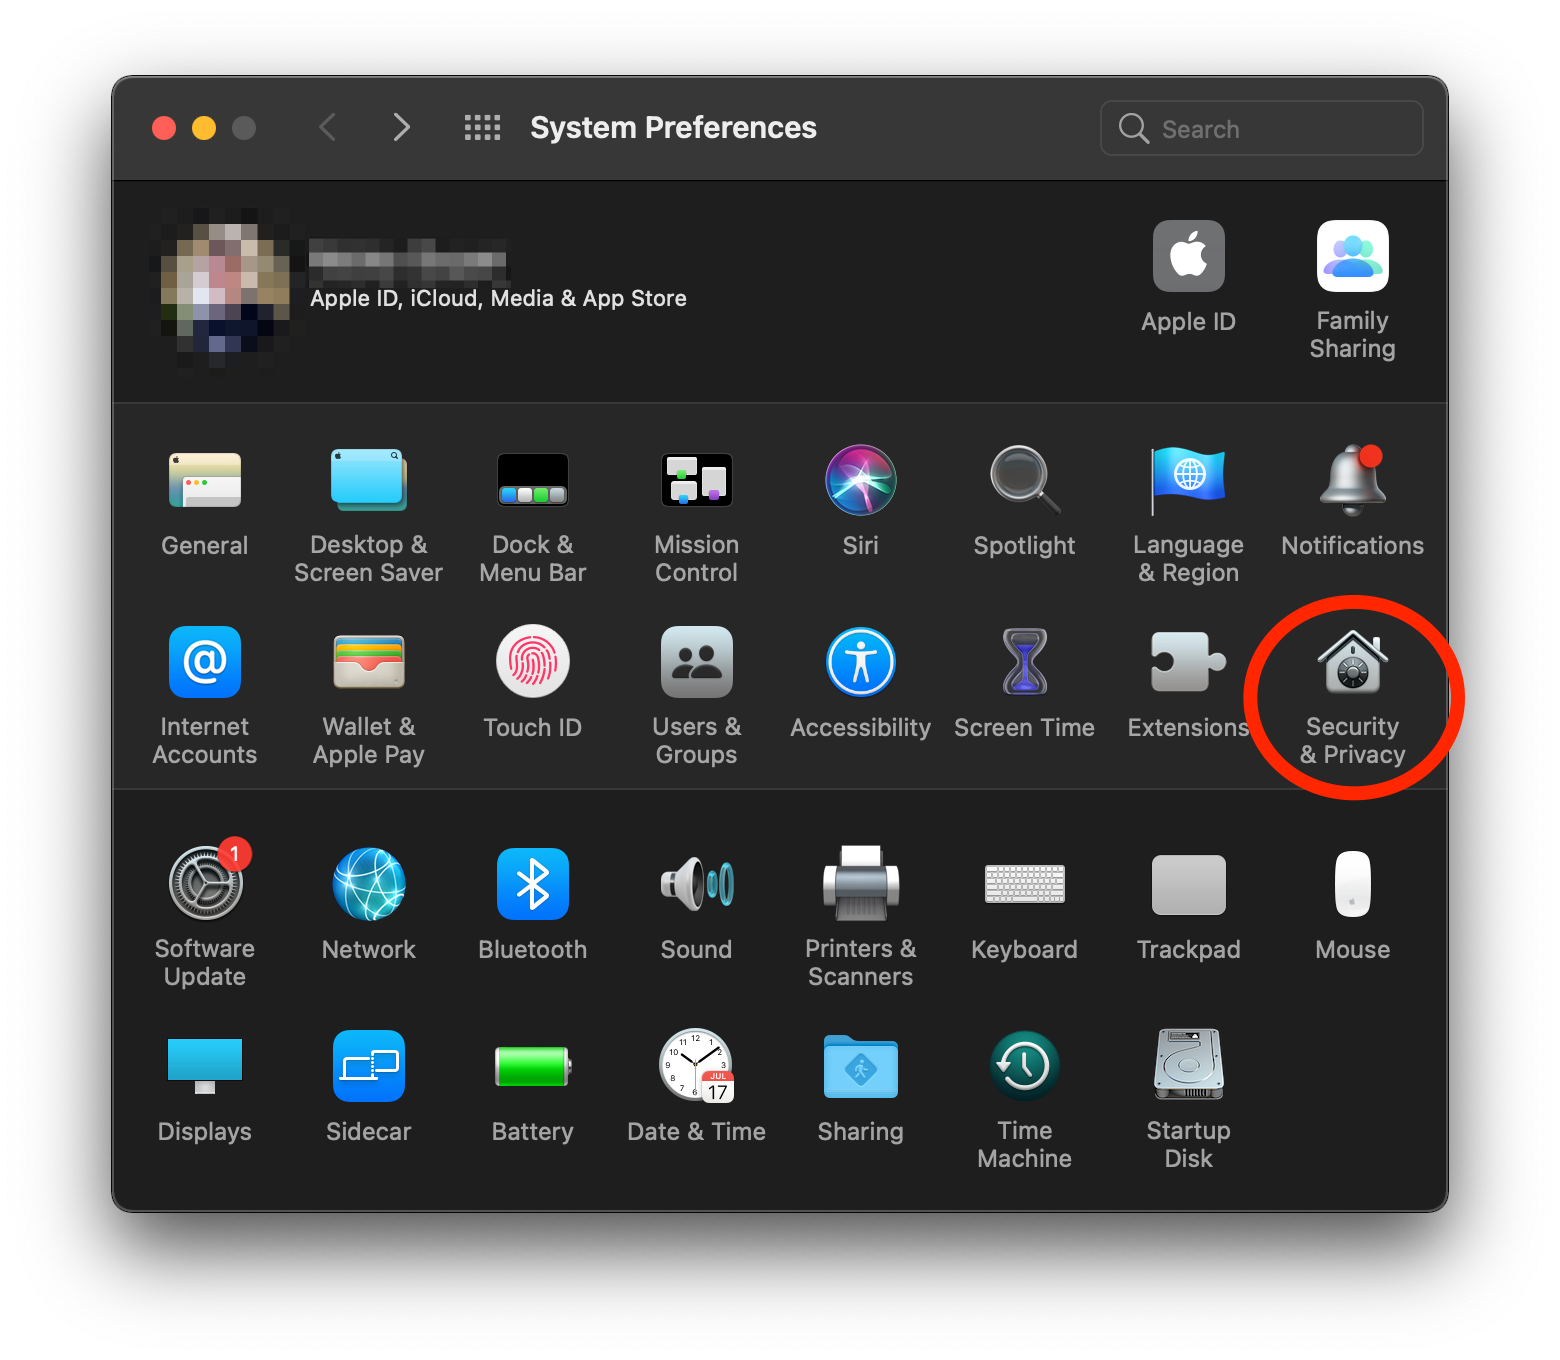 System Preferences
Search
Apple ID, iCloud, Media & App Store
Apple ID
Family
Sharing
General
Desktop &
Screen Saver
Dock &
Menu Bar
Mission
Control
Siri
Spotlight
Language
& Region
Notifications
Internet
Accounts
Wallet &
Apple Pay
Touch ID
Users &
Groups
Accessibility
Screen Time
Extensions
Security
& Privacy
1
Software
Update
Network
Bluetooth
Sound
Printers &
Scanners
Keyboard
Trackpad
Mouse
Displays
Sidecar
Battery
JUL
17
Date & Time
Sharing
Time
Machine
Startup
Disk